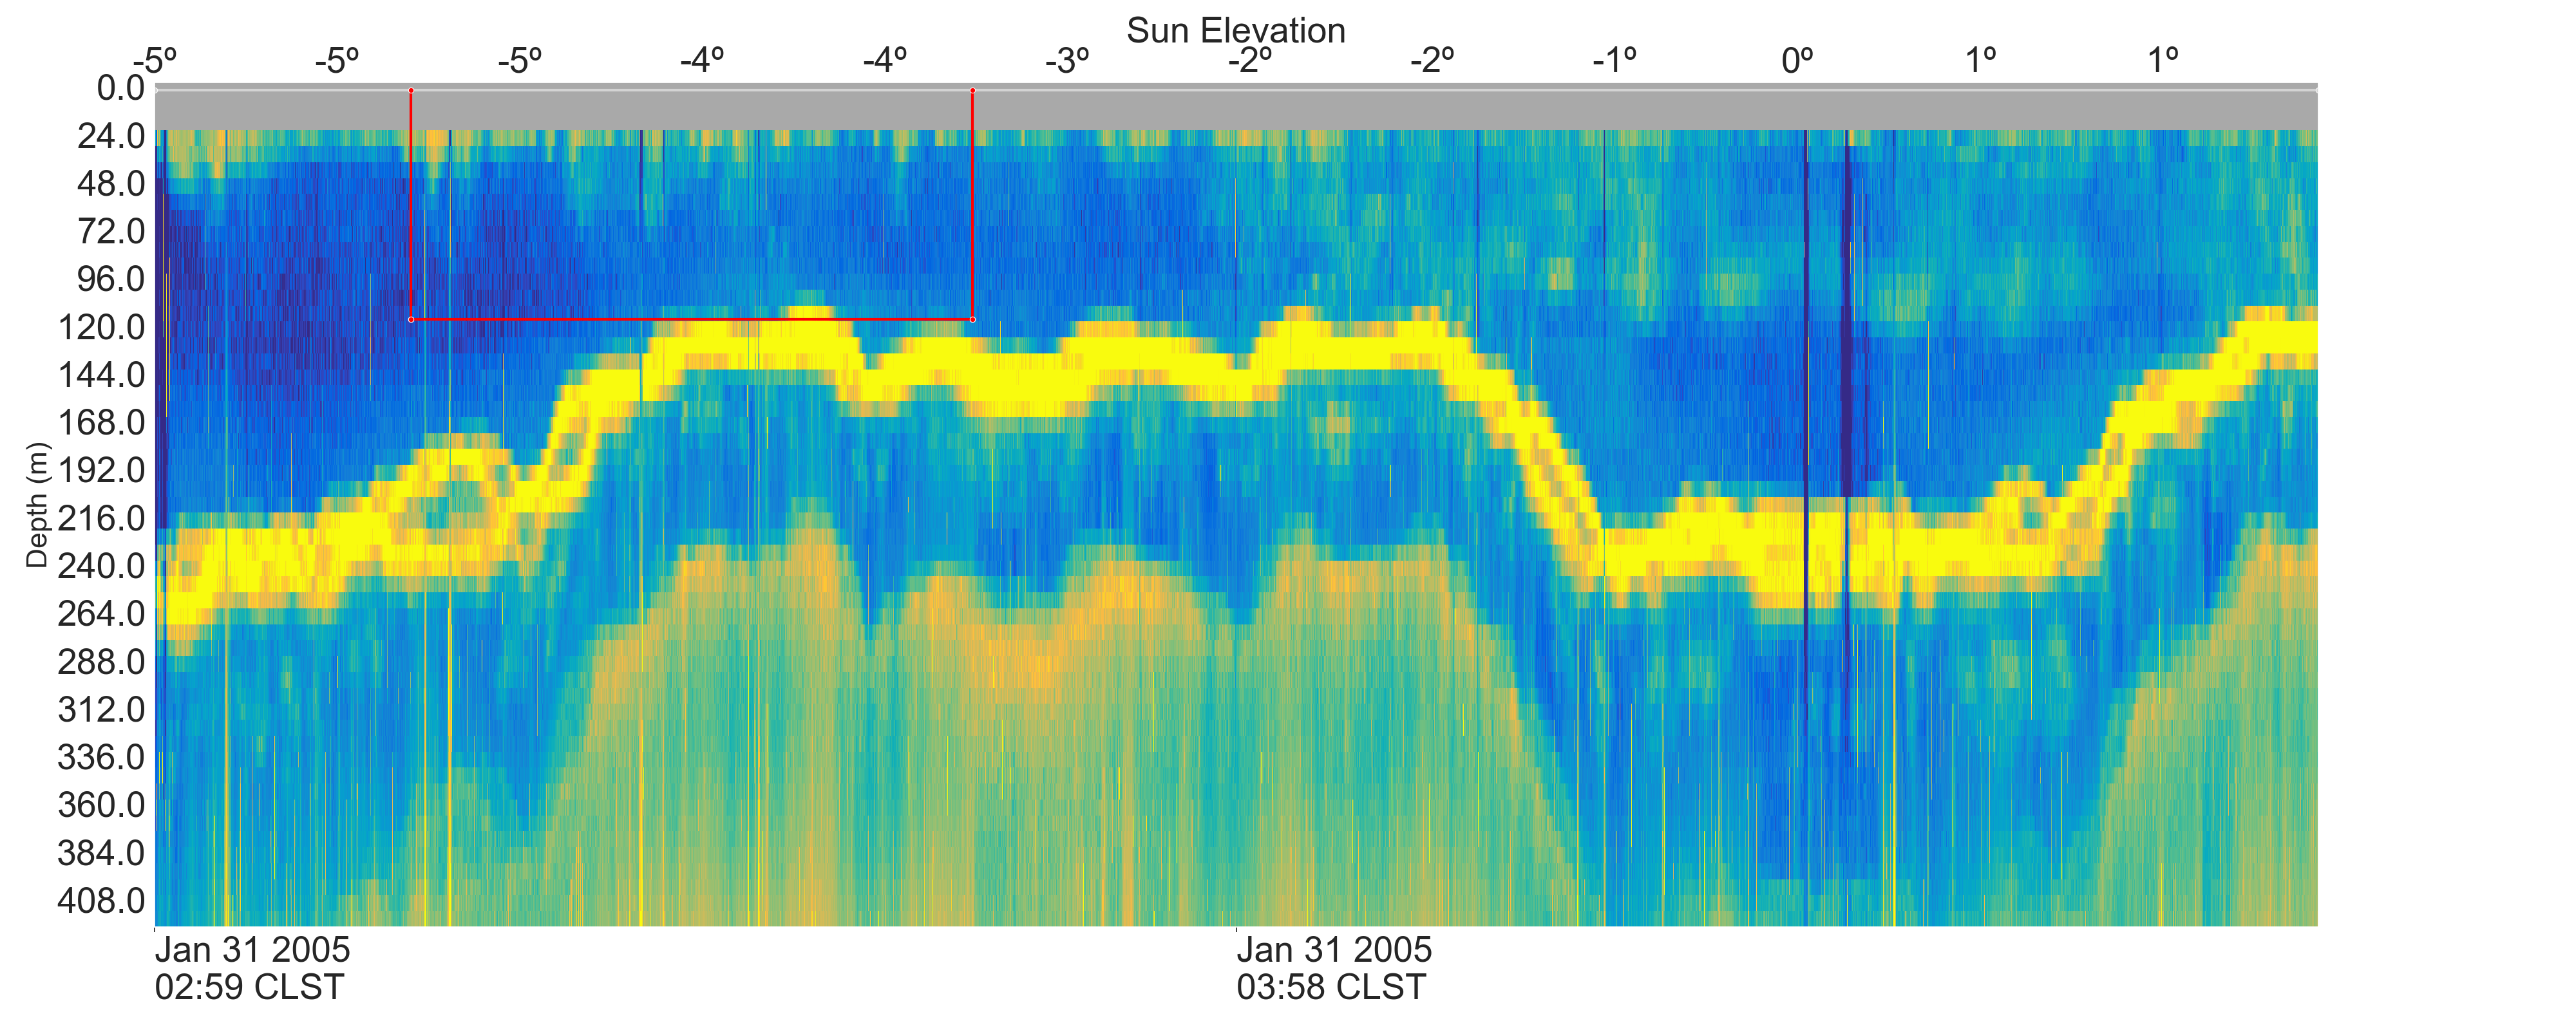 Sun Elevation
-5º -5º -5º -4º -4º -3º -2º -2º -1º 0º 1º 1º
0.0
24.0
48.0
72.0
96.0
120.0
144.0
168.0
192.0
216.0
240.0
264.0
288.0
312.0
336.0
360.0
384.0
408.0
Depth (m)
Jan 31 2005
02:59 CLST
Jan 31 2005
03:58 CLST